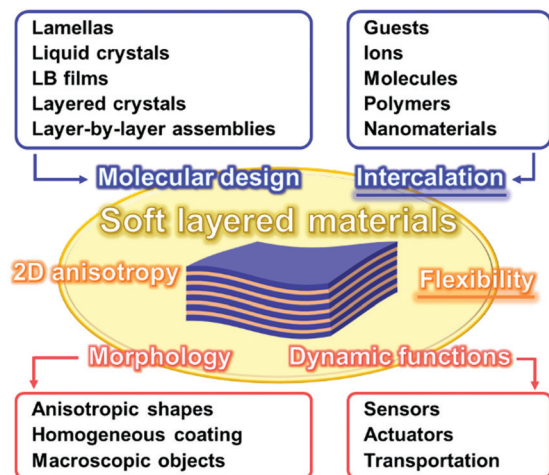 Lamellas
Liquid crystals
LB films
Layered crystals
Layer-by-layer assemblies
Guests
Ions
Molecules
Polymers
Nanomaterials
Molecular design
Intercalation
Soft layered materials
2D anisotropy
Flexibility
Morphology
Dynamic functions
Anisotropic shapes
Homogeneous coating
Macroscopic objects
Sensors
Actuators
Transportation